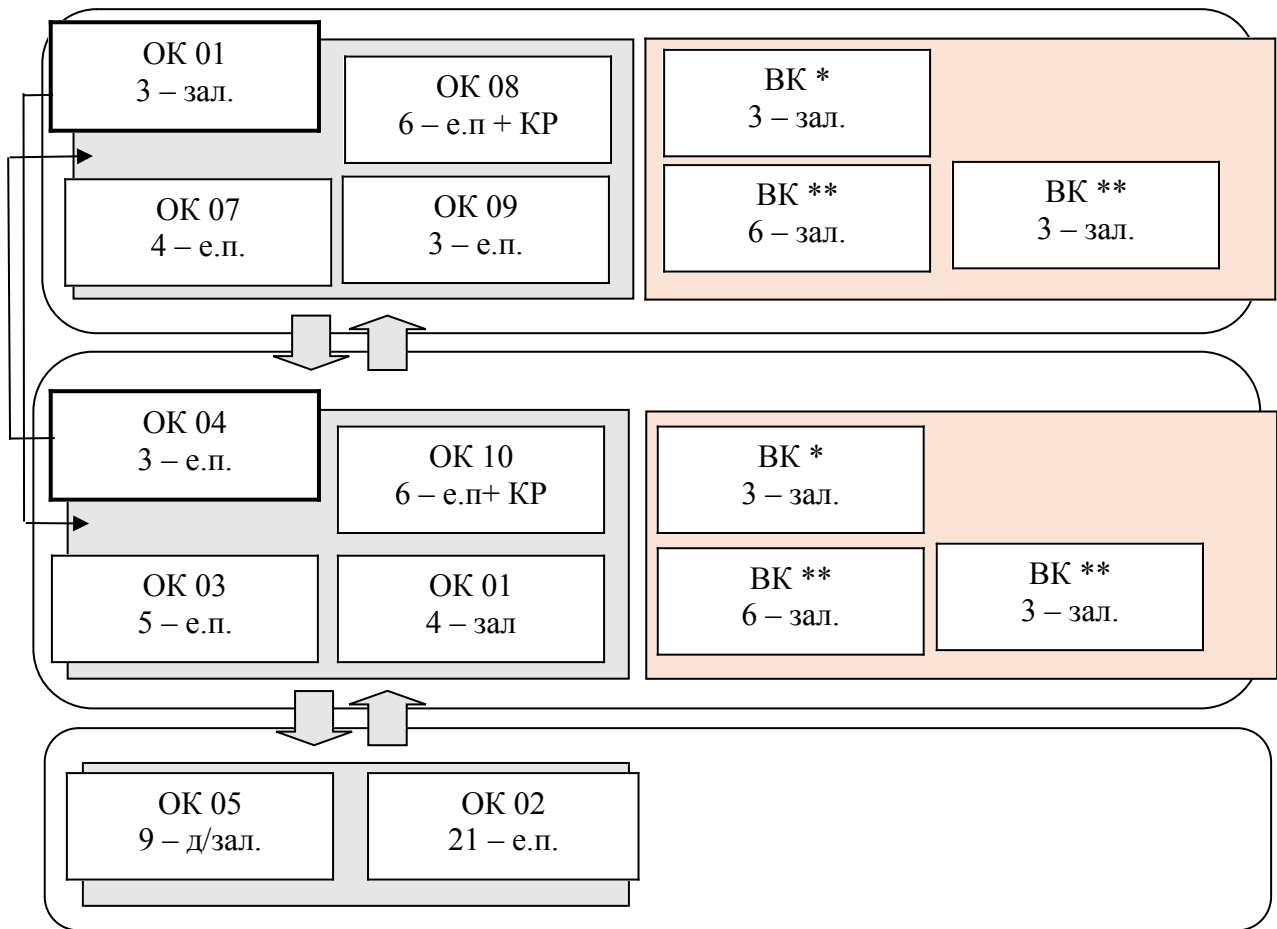 ОК 01
3 – зал.
ОК 08
6 – е.п + КР
ОК 07
4 – е.п.
ОК 09
3 – е.п.
ВК *
3 – зал.
ВК **
6 – зал.
ВК **
3 – зал.
ОК 04
3 – е.п.
ОК 10
6 – е.п+ КР
ОК 03
5 – е.п.
ОК 01
4 – зал
ВК *
3 – зал.
ВК **
6 – зал.
ВК **
3 – зал.
ОК 05
9 – д/зал.
ОК 02
21 – е.п.